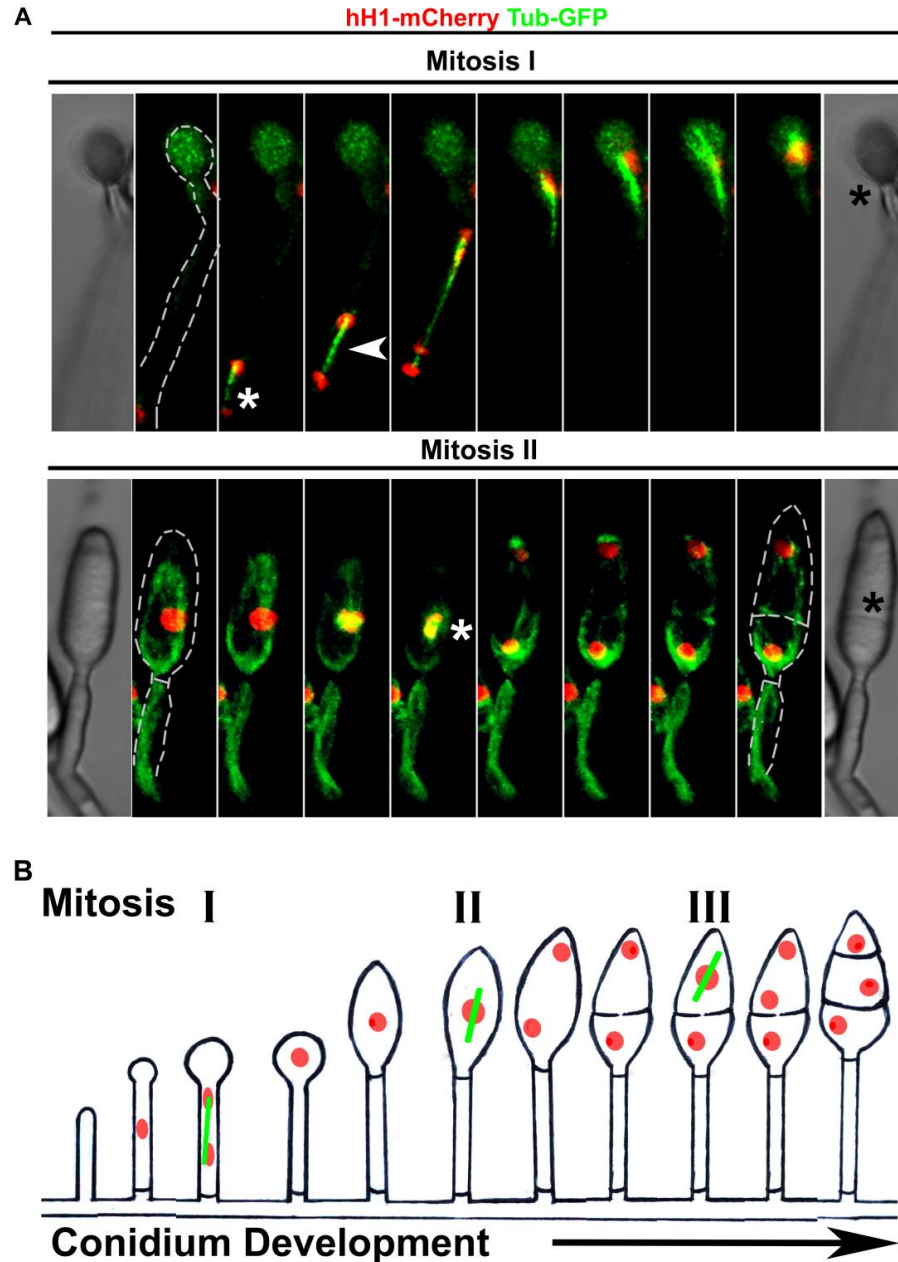 A
hH1-mCherry Tub-GFP
Mitosis I
*
*
Mitosis II
*
*
B
Mitosis I II III
Conidium Development